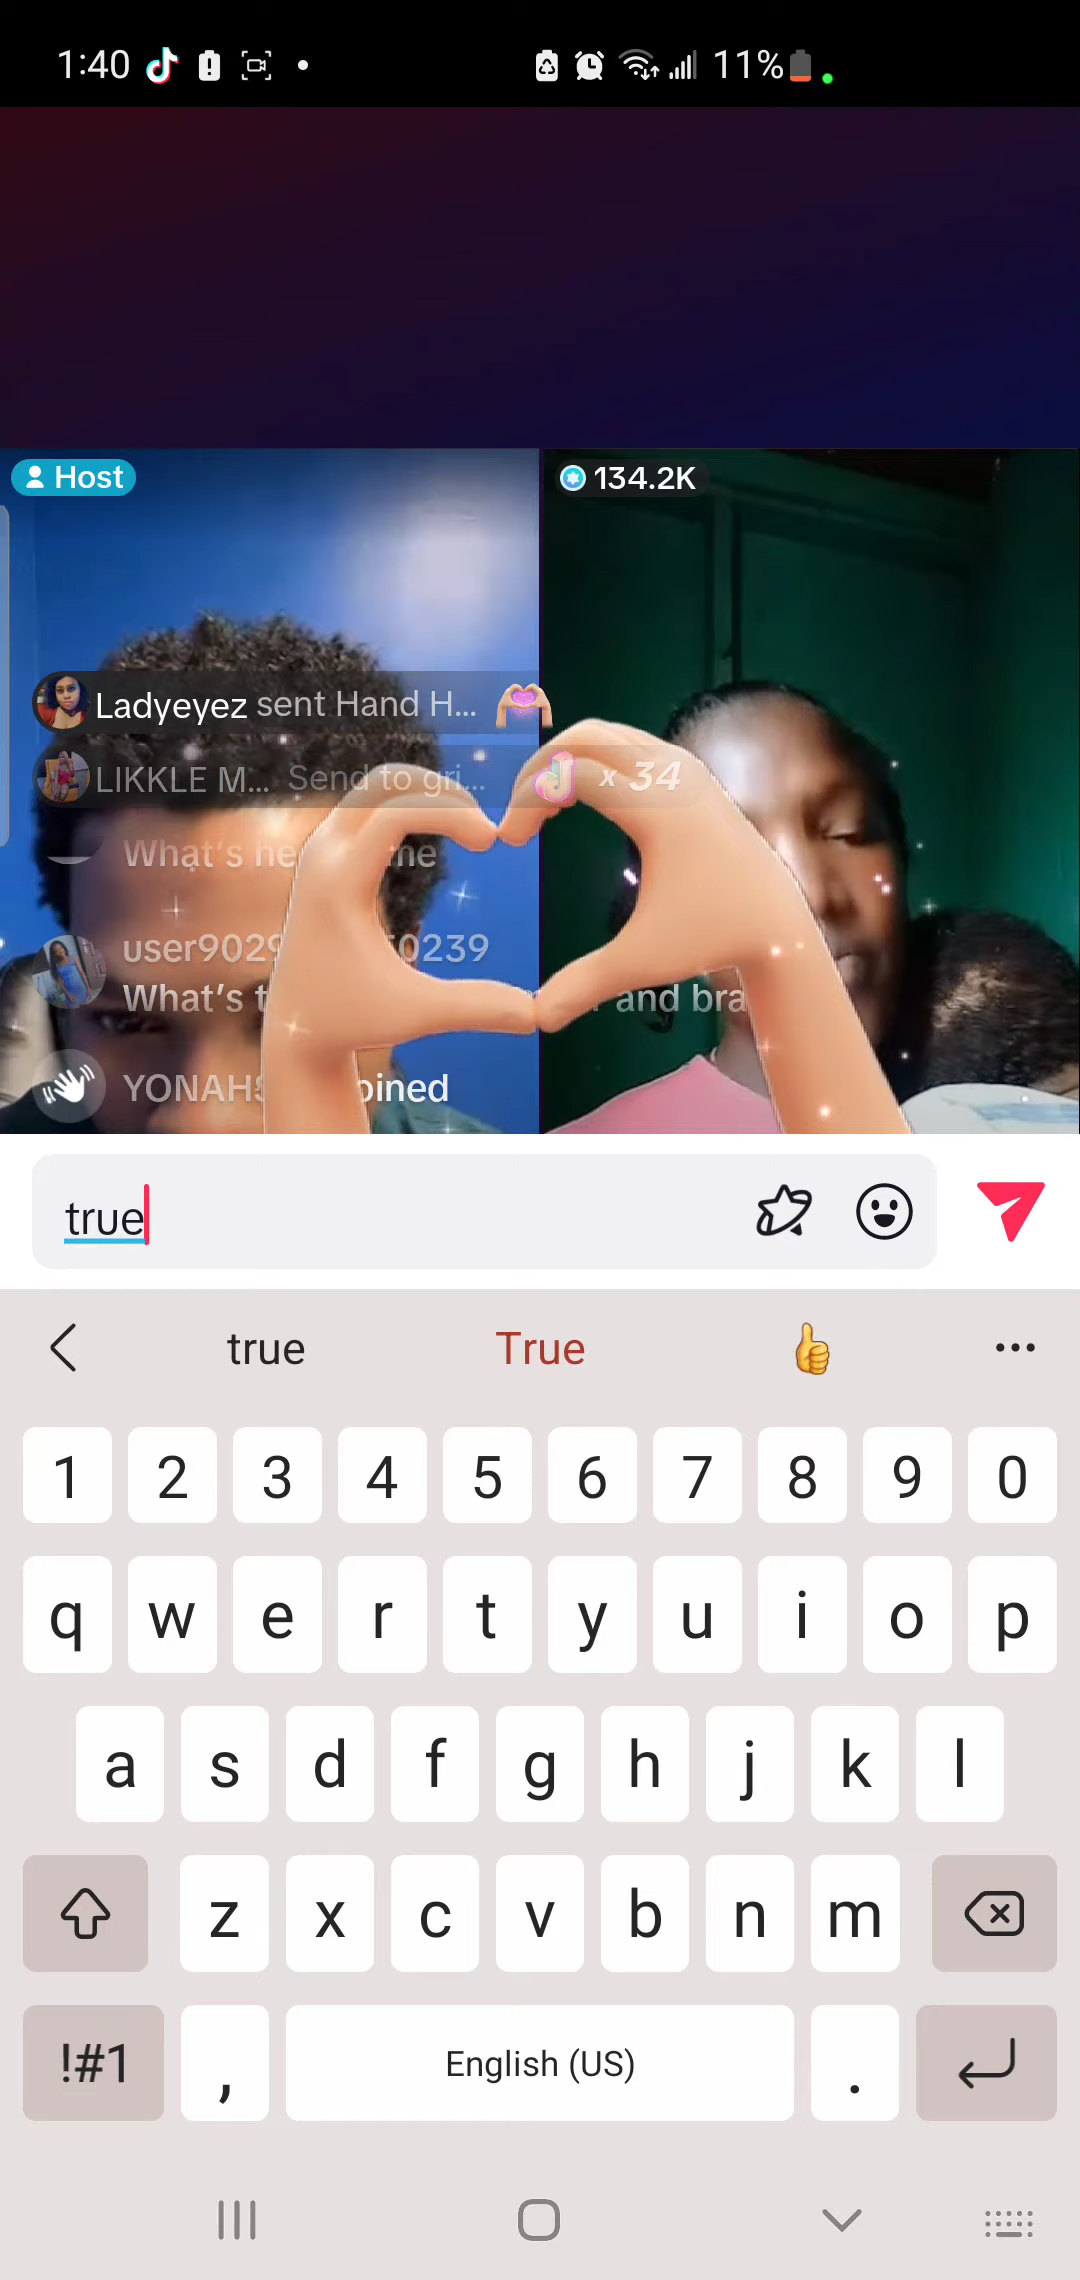 1:40
11%
Host
134.2K
Ladyeyez sent Hand H...
LIKKLE M... Send to gri... x 34
What's he
user9029 0239
What's t and bra
YONAH joined
true
true True
1 2 3 4 5 6 7 8 9 0
q w e r t y u i o p
a s d f g h j k l
z x c v b n m
!#1 , English (US) .